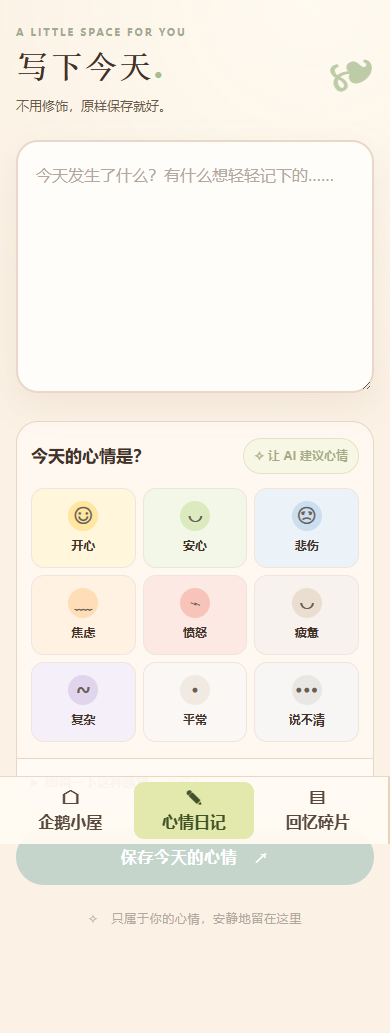 A LITTLE SPACE FOR YOU
写下今天.
不用修饰，原样保存就好。
今天发生了什么？有什么想轻轻记下的……
今天的心情是？
✧ 让 AI 建议心情
开心
安心
悲伤
焦虑
愤怒
疲惫
复杂
平常
说不清
企鹅小屋
心情日记
回忆碎片
保存今天的心情 ↗
✧ 只属于你的心情，安静地留在这里